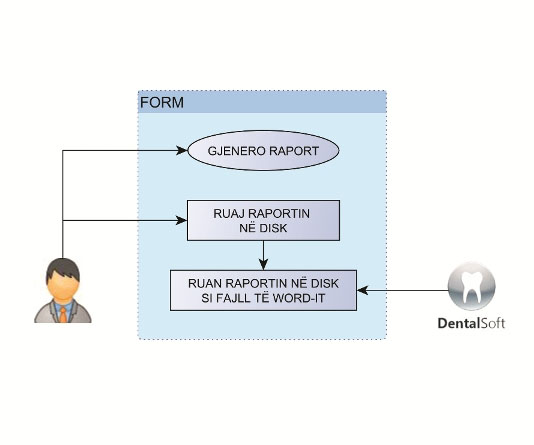 FORM
GJENERO RAPORT
RUAJ RAPORTIN
NË DISK
RUAN RAPORTIN NË DISK
SI FAJLL TË WORD-IT
DentalSoft